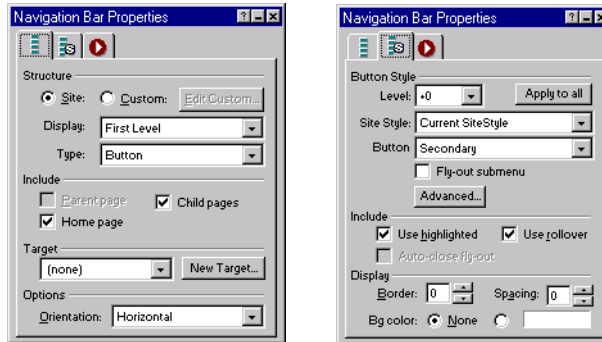 Navigation Bar Properties
Structure
Site: Custom: Edit Custom...
Display: First Level
Type: Button
Include
Parent page Child pages
Home page
Target
(none) New Target...
Options
Orientation: Horizontal
Navigation Bar Properties
S
Button Style
Level: +0 Apply to all
Site Style: Current SiteStyle
Button Secondary
Fly-out submenu
Advanced...
Include
Use highlighted Use rollover
Auto-close fly-out
Display
Border: 0 Spacing: 0
Bg color: None